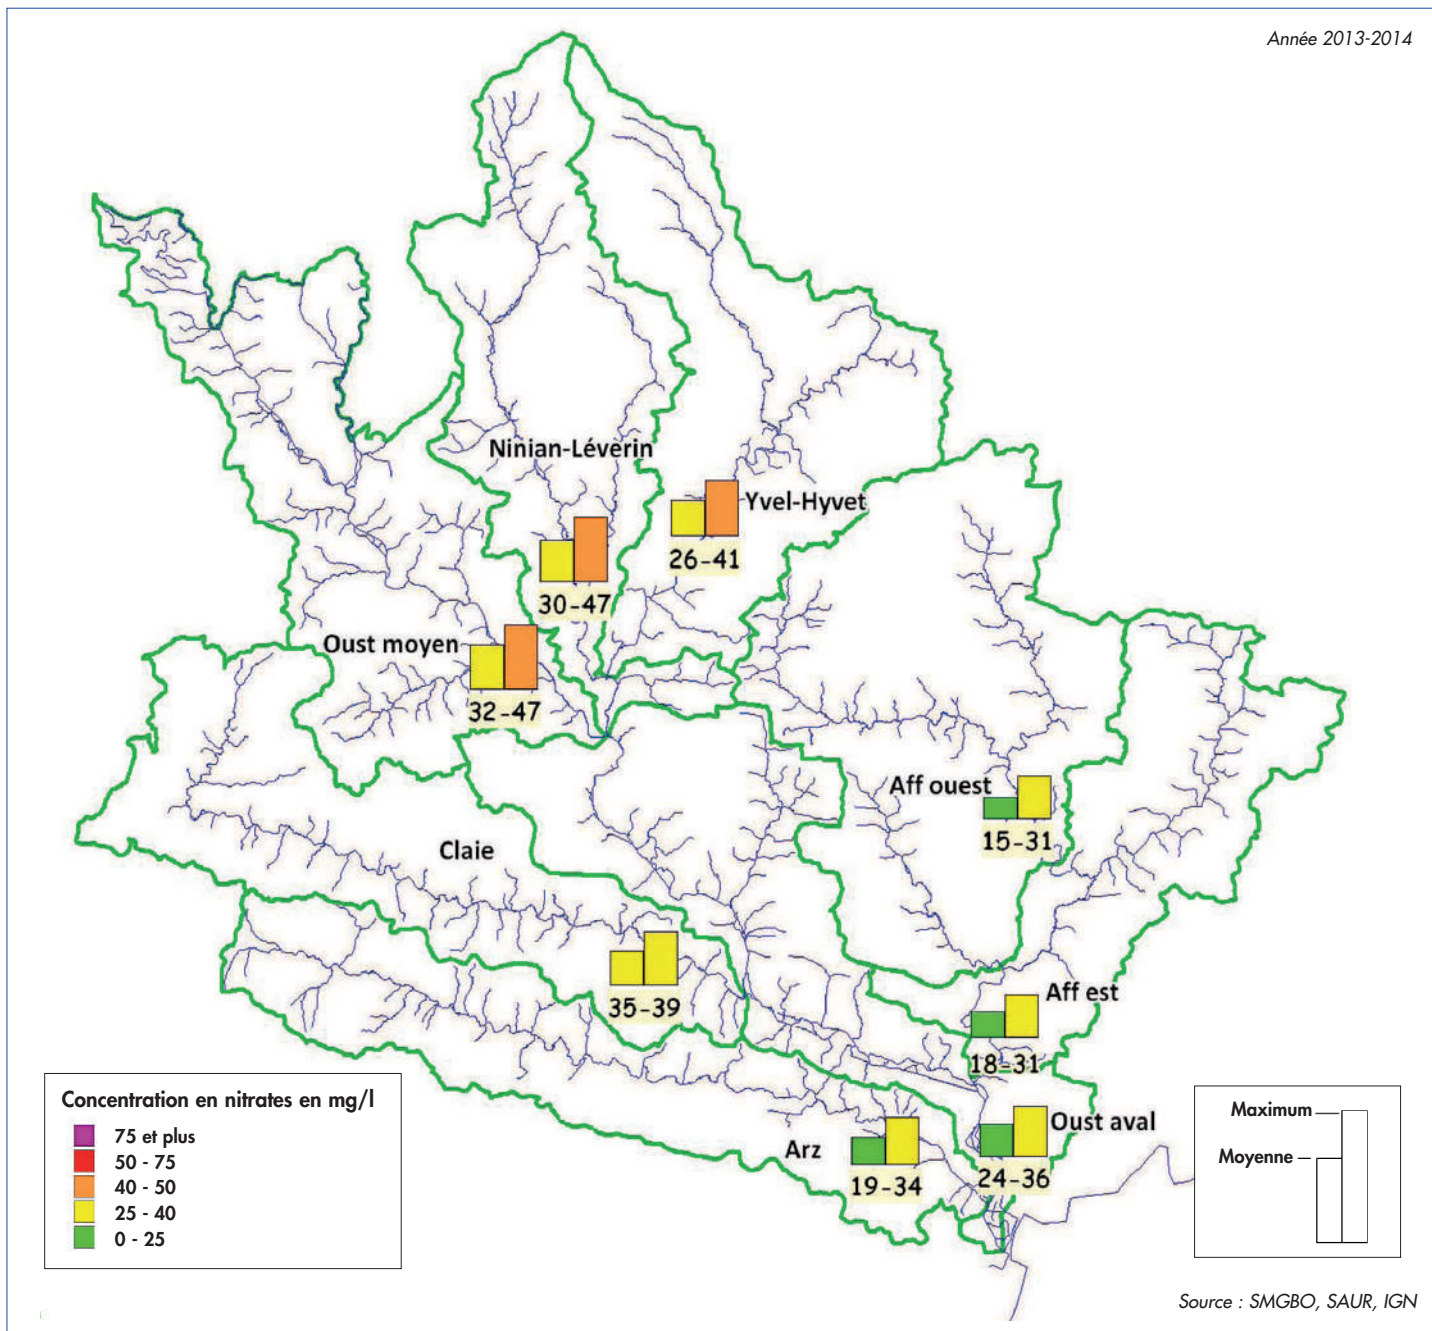 Année 2013-2014
Ninian-Léverin
30-47
Yvel-Hyvet
26-41
Oust moyen
32-47
Aff ouest
15-31
Claie
35-39
Aff est
18-31
Oust aval
24-36
Arz
19-34
Concentration en nitrates en mg/l
75 et plus
50 - 75
40 - 50
25 - 40
0 - 25
Maximum
Moyenne
Source : SMGBO, SAUR, IGN